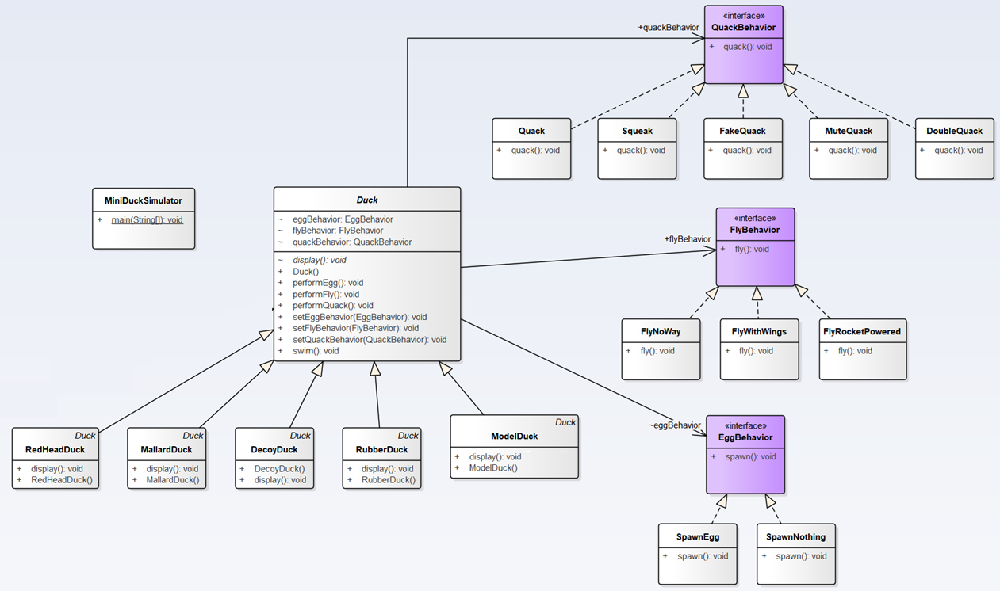 +quackBehavior
«interface»
QuackBehavior
+ quack(): void
Quack
+ quack(): void
Squeak
+ quack(): void
FakeQuack
+ quack(): void
MuteQuack
+ quack(): void
DoubleQuack
+ quack(): void
MiniDuckSimulator
+ main(String[]): void
Duck
~ eggBehavior: EggBehavior
~ flyBehavior: FlyBehavior
~ quackBehavior: QuackBehavior
~ display(): void
+ Duck()
+ performEgg(): void
+ performFly(): void
+ performQuack(): void
+ setEggBehavior(EggBehavior): void
+ setFlyBehavior(FlyBehavior): void
+ setQuackBehavior(QuackBehavior): void
+ swim(): void
+flyBehavior
«interface»
FlyBehavior
+ fly(): void
FlyNoWay
+ fly(): void
FlyWithWings
+ fly(): void
FlyRocketPowered
+ fly(): void
Duck
RedHeadDuck
+ display(): void
+ RedHeadDuck()
Duck
MallardDuck
+ display(): void
+ MallardDuck()
Duck
DecoyDuck
+ DecoyDuck()
+ display(): void
Duck
RubberDuck
+ display(): void
+ RubberDuck()
Duck
ModelDuck
+ display(): void
+ ModelDuck()
~eggBehavior
«interface»
EggBehavior
+ spawn(): void
SpawnEgg
+ spawn(): void
SpawnNothing
+ spawn(): void